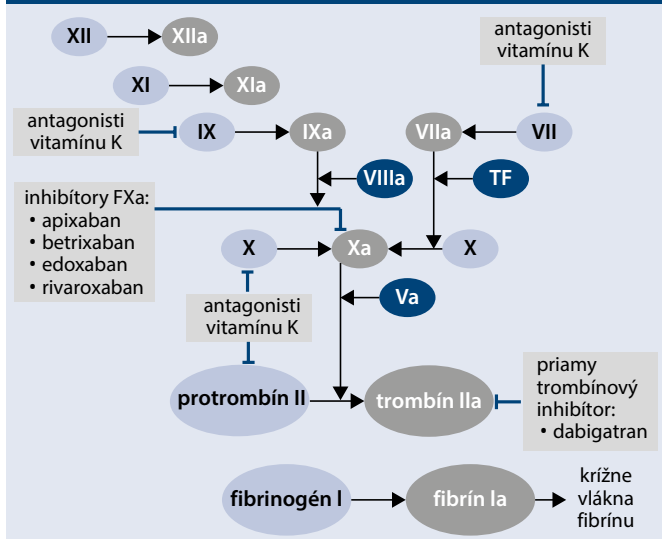 XII XIIa
antagonisti
vitamínu K
XI XIa
antagonisti
vitamínu K
IX IXa VIIa VII
VIIIa TF
inhibítory FXa:
• apixaban
• betrixaban
• edoxaban
• rivaroxaban
X Xa X
antagonisti
vitamínu K
Va
protrombín II trombín IIa
priamy
trombínový
inhibítor:
• dabigatran
fibrinogén I fibrín Ia
krížne
vlákna
fibrínu